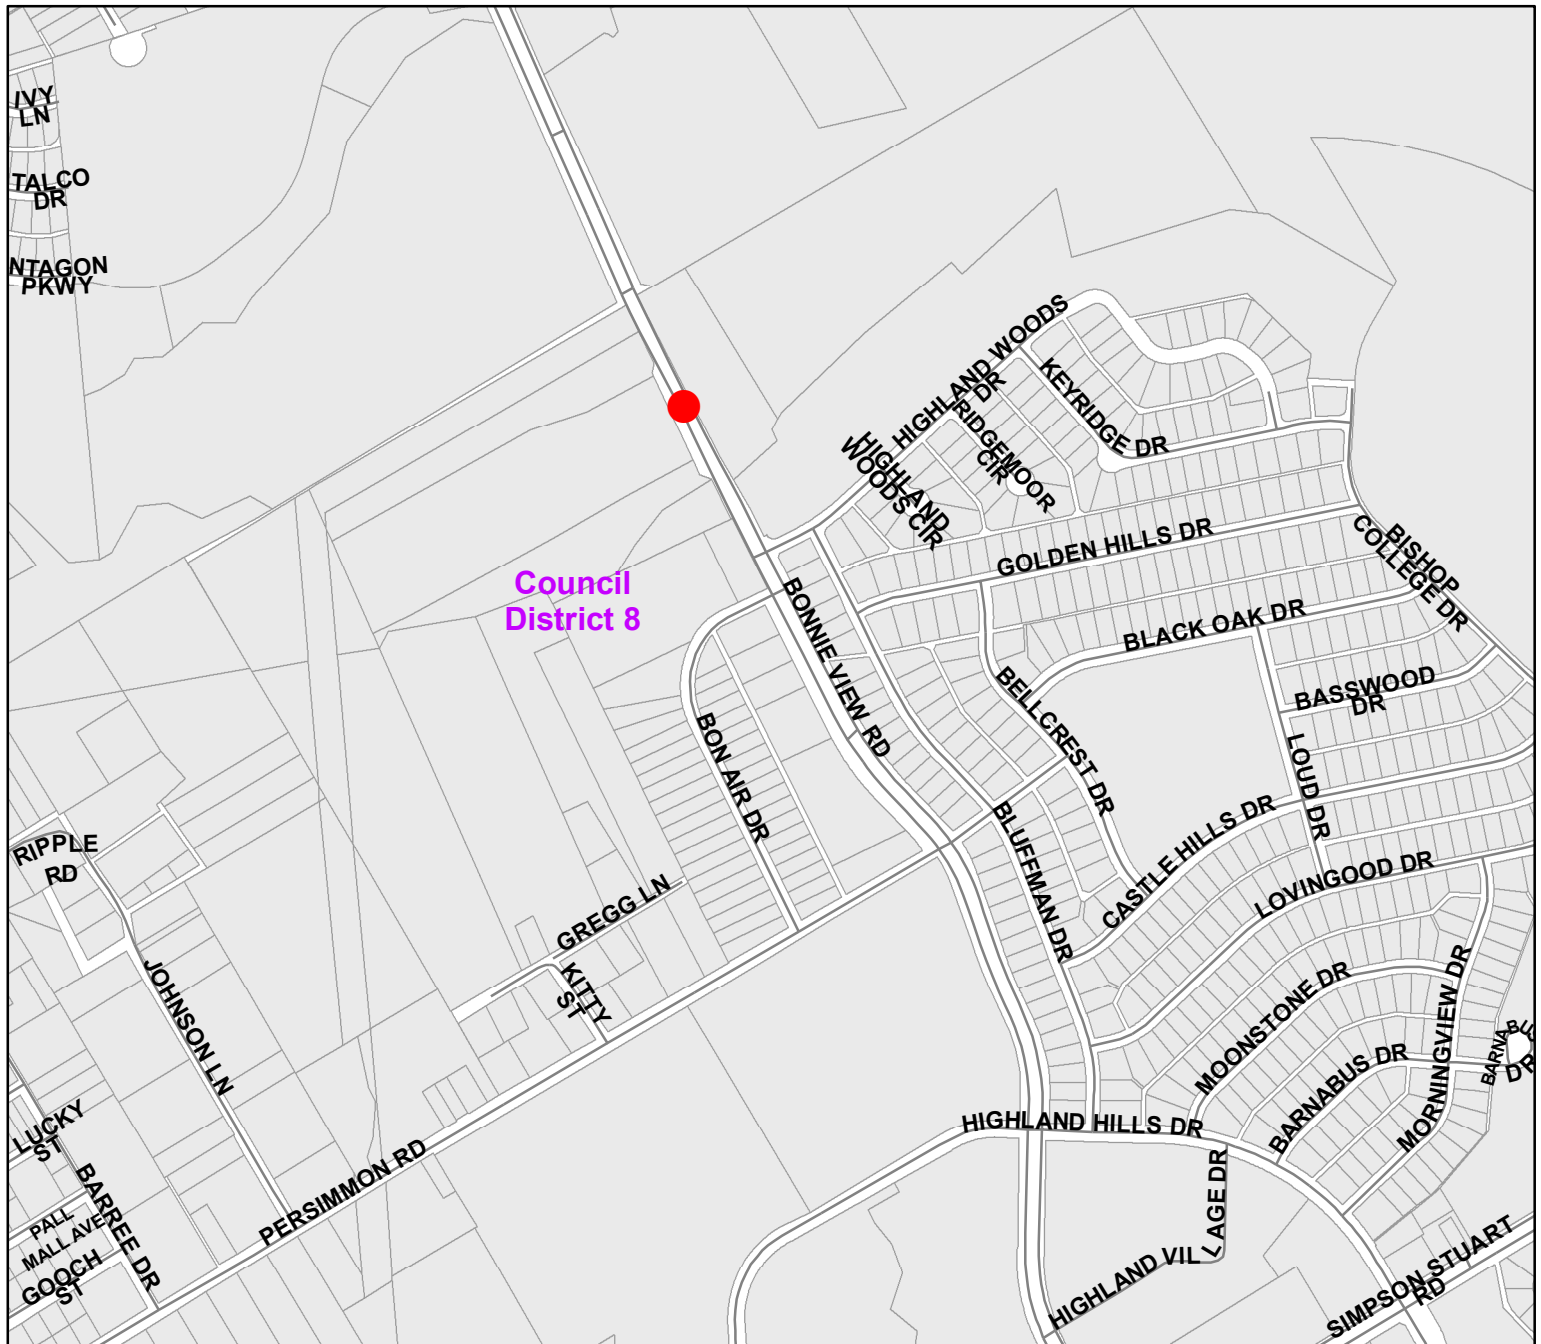 IVY
LN
TALCO
DR
NTAGON
PKWY
HIGHLAND WOODS
DR
KEYRIDGE DR
RIDGEMOOR
CIR
HIGHLAND
WOODS CIR
GOLDEN HILLS DR
BISHOP
COLLEGE DR
Council
District 8
BONNIE VIEW RD
BLACK OAK DR
BASSWOOD
DR
BELLCREST DR
BON AIR DR
LOUD DR
CASTLE HILLS DR
BLUFFMAN DR
LOVINGOOD DR
RIPPLE
RD
GREGG LN
KITTY
ST
JOHNSON LN
MOONSTONE DR
MORNINGVIEW DR
BARNABUS DR
BARNABUS
DR
HIGHLAND HILLS DR
LUCKY
ST
BARREE DR
PERSIMMON RD
PALL
MALL AVE
GOOCH
ST
HIGHLAND VILLAGE DR
SIMPSON STUART
RD